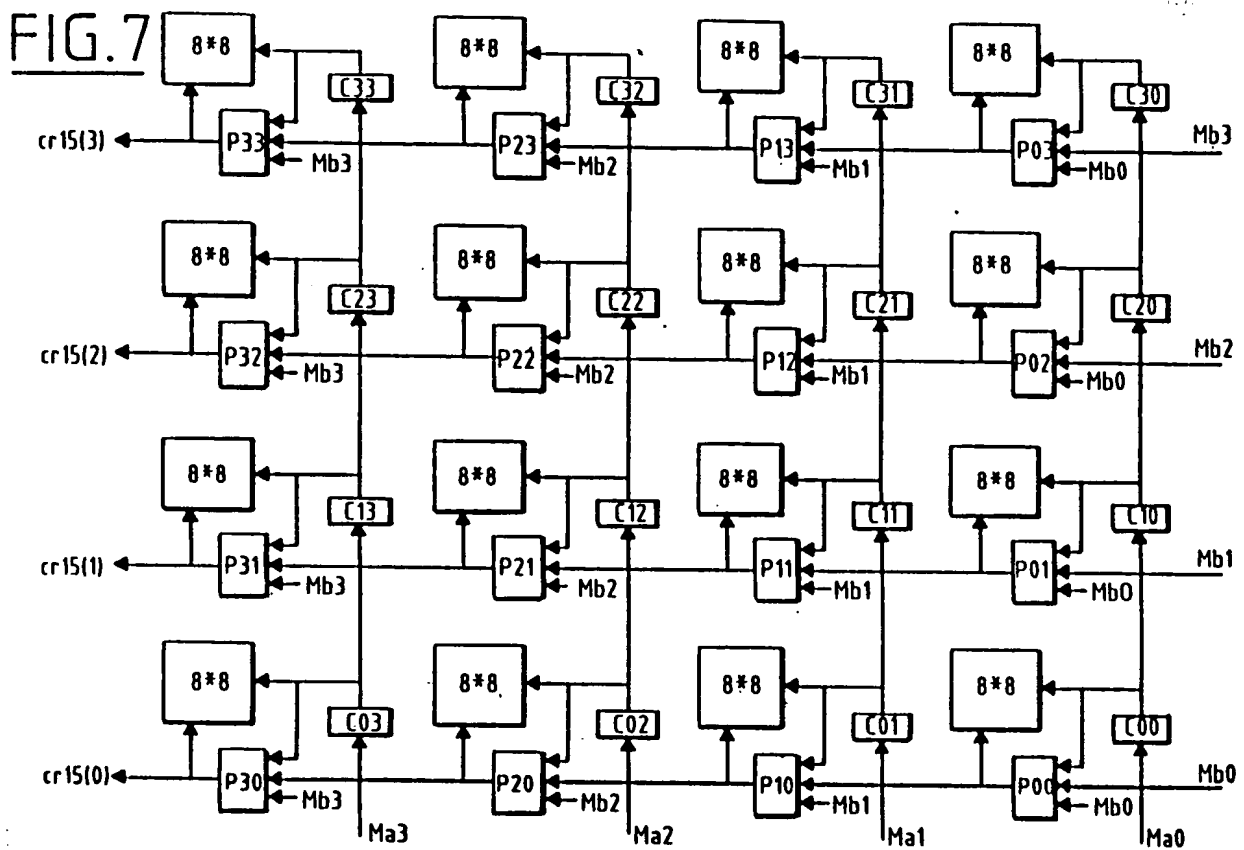 FIG.7
8*8 8*8 8*8 8*8
C33 C32 C31 C30
cr15(3) P33 P23 P13 P03 Mb3
Mb3 Mb2 Mb1 Mb0
8*8 8*8 8*8 8*8
C23 C22 C21 C20
cr15(2) P32 P22 P12 P02 Mb2
Mb3 Mb2 Mb1 Mb0
8*8 8*8 8*8 8*8
C13 C12 C11 C10
cr15(1) P31 P21 P11 P01 Mb1
Mb3 Mb2 Mb1 Mb0
8*8 8*8 8*8 8*8
C03 C02 C01 C00
cr15(0) P30 P20 P10 P00 Mb0
Mb3 Mb2 Mb1 Mb0
Ma3 Ma2 Ma1 Ma0